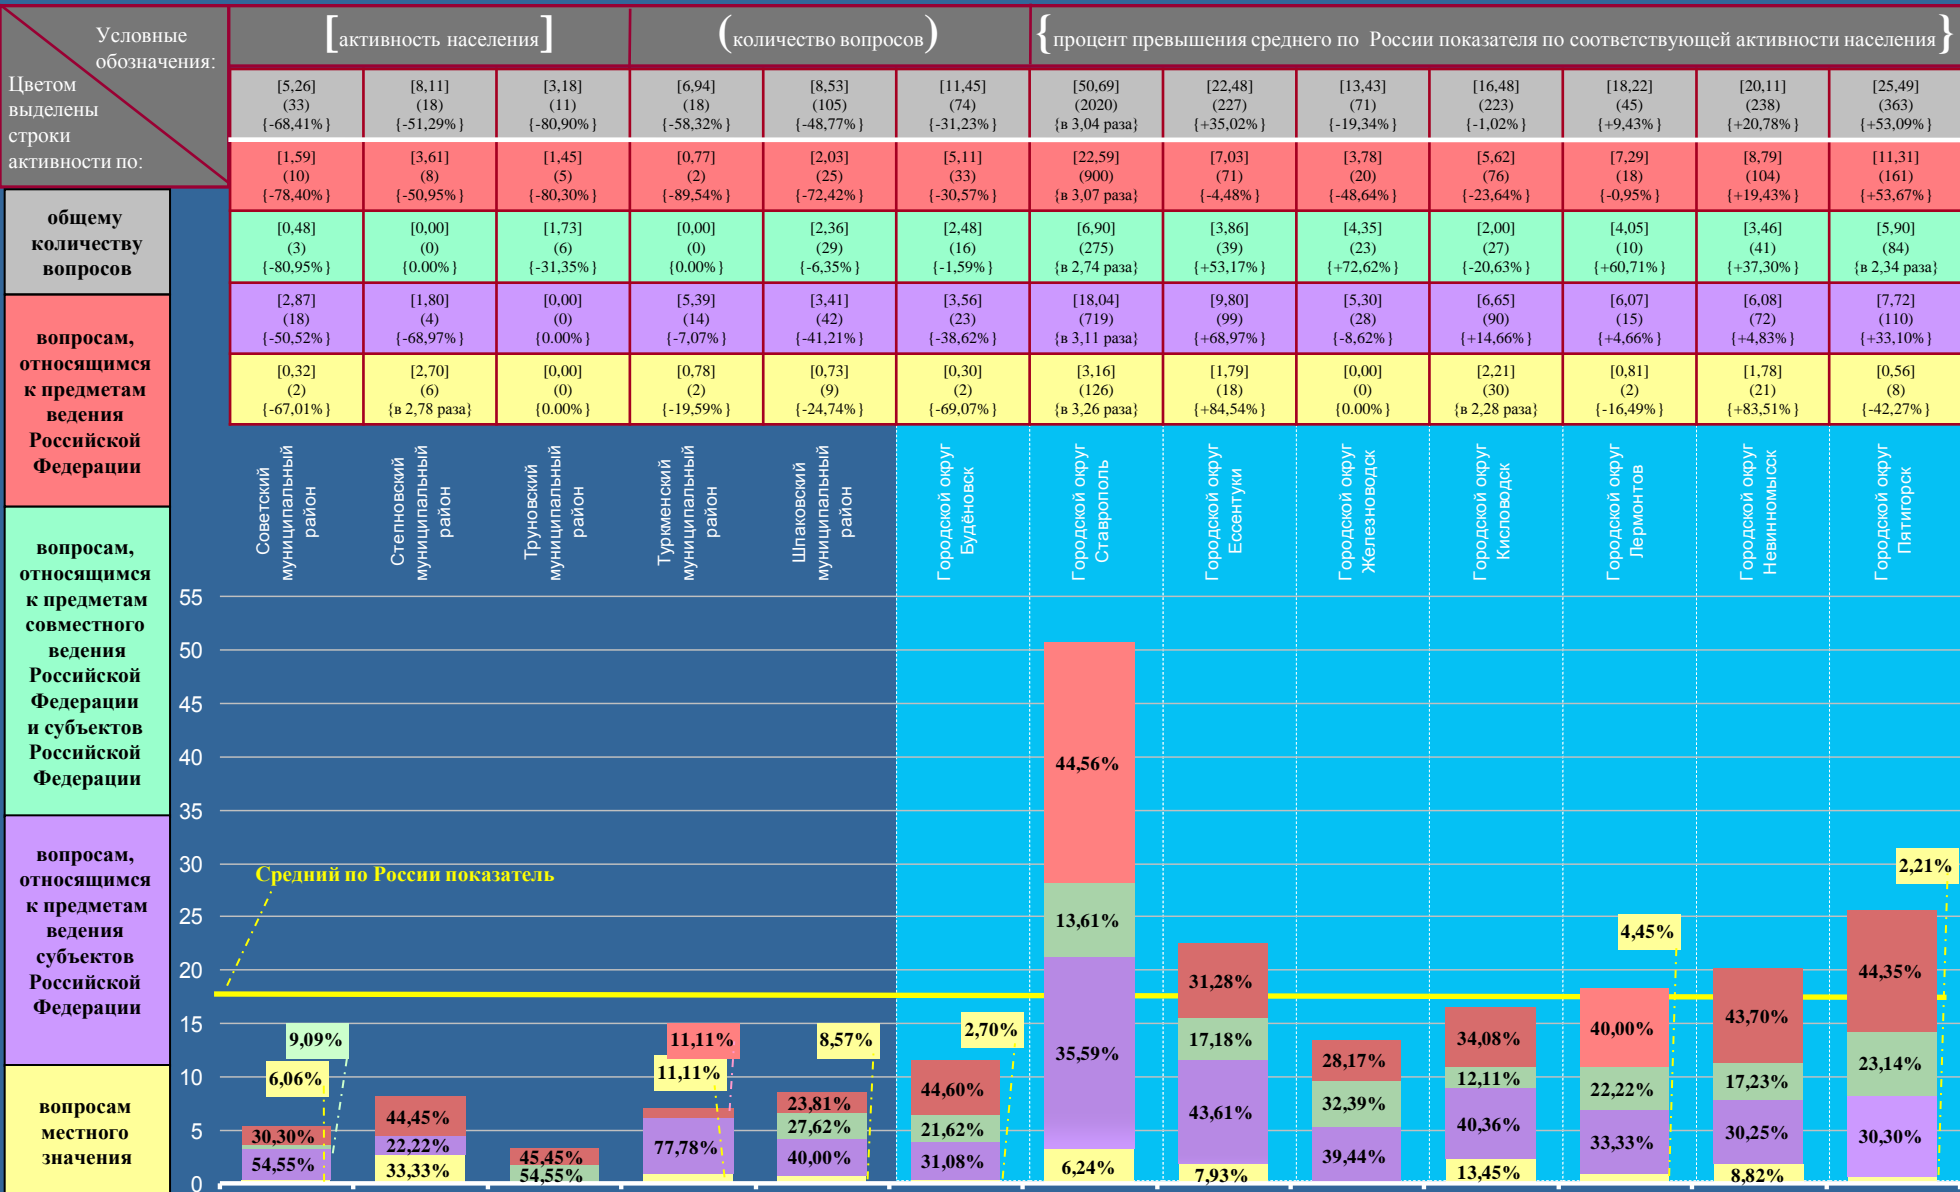 Условные
обозначения:
Цветом
выделены
строки
активности по:
[активность населения]
(количество вопросов)
{процент превышения среднего по России показателя по соответствующей активности населения}
[5,26] [8,11] [3,18] [6,94] [8,53] [11,45] [50,69] [22,48] [13,43] [16,48] [18,22] [20,11] [25,49]
(33) (18) (11) (18) (105) (74) (2020) (227) (71) (223) (45) (238) (363)
{-68,41%} {-51,29%} {-80,90%} {-58,32%} {-48,77%} {-31,23%} {в 3,04 раза} {+35,02%} {-19,34%} {-1,02%} {+9,43%} {+20,78%} {+53,09%}
[1,59] [3,61] [1,45] [0,77] [2,03] [5,11] [22,59] [7,03] [3,78] [5,62] [7,29] [8,79] [11,31]
(10) (8) (5) (2) (25) (33) (900) (71) (20) (76) (18) (104) (161)
{-78,40%} {-50,95%} {-80,30%} {-89,54%} {-72,42%} {-30,57%} {в 3,07 раза} {-4,48%} {-48,64%} {-23,64%} {-0,95%} {+19,43%} {+53,67%}
[0,48] [0,00] [1,73] [0,00] [2,36] [2,48] [6,90] [3,86] [4,35] [2,00] [4,05] [3,46] [5,90]
(3) (0) (6) (0) (29) (16) (275) (39) (23) (27) (10) (41) (84)
{-80,95%} {0.00%} {-31,35%} {0.00%} {-6,35%} {-1,59%} {в 2,74 раза} {+53,17%} {+72,62%} {-20,63%} {+60,71%} {+37,30%} {в 2,34 раза}
[2,87] [1,80] [0,00] [5,39] [3,41] [3,56] [18,04] [9,80] [5,30] [6,65] [6,07] [6,08] [7,72]
(18) (4) (0) (14) (42) (23) (719) (99) (28) (90) (15) (72) (110)
{-50,52%} {-68,97%} {0.00%} {-7,07%} {-41,21%} {-38,62%} {в 3,11 раза} {+68,97%} {-8,62%} {+14,66%} {+4,66%} {+4,83%} {+33,10%}
[0,32] [2,70] [0,00] [0,78] [0,73] [0,30] [3,16] [1,79] [0,00] [2,21] [0,81] [1,78] [0,56]
(2) (6) (0) (2) (9) (2) (126) (18) (0) (30) (2) (21) (8)
{-67,01%} {в 2,78 раза} {0.00%} {-19,59%} {-24,74%} {-69,07%} {в 3,26 раза} {+84,54%} {0.00%} {в 2,28 раза} {-16,49%} {+83,51%} {-42,27%}
общему
количеству
вопросов
вопросам,
относящимся
к предметам
ведения
Российской
Федерации
вопросам,
относящимся
к предметам
совместного
ведения
Российской
Федерации
и субъектов
Российской
Федерации
вопросам,
относящимся
к предметам
ведения
субъектов
Российской
Федерации
вопросам
местного
значения
Советский
муниципальный
район
Степновский
муниципальный
район
Труновский
муниципальный
район
Туркменский
муниципальный
район
Шпаковский
муниципальный
район
Городской округ
Будённовск
Городской округ
Ставрополь
Городской округ
Ессентуки
Городской округ
Железноводск
Городской округ
Кисловодск
Городской округ
Лермонтов
Городской округ
Невинномысск
Городской округ
Пятигорск
55
50
45
40
35
30
25
20
15
10
5
0
Средний по России показатель
9,09%
6,06%
30,30%
54,55%
44,45%
22,22%
33,33%
45,45%
54,55%
11,11%
11,11%
77,78%
8,57%
23,81%
27,62%
40,00%
2,70%
44,60%
21,62%
31,08%
44,56%
13,61%
35,59%
6,24%
31,28%
17,18%
43,61%
7,93%
28,17%
32,39%
39,44%
34,08%
12,11%
40,36%
13,45%
4,45%
40,00%
22,22%
33,33%
43,70%
17,23%
30,25%
8,82%
2,21%
44,35%
23,14%
30,30%